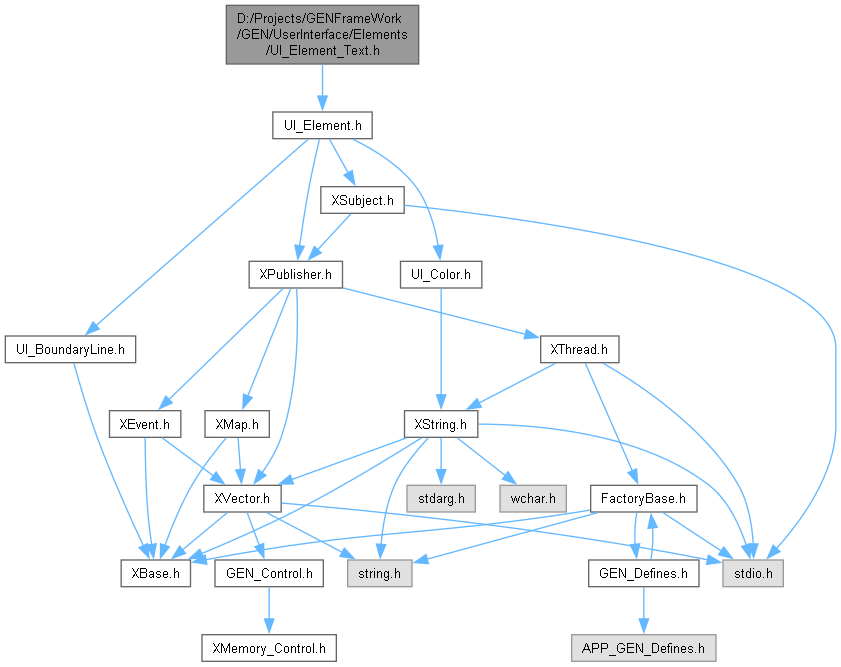 D:/Projects/GENFrameWork
/GEN/UserInterface/Elements
/UI_Element_Text.h
UI_Element.h
XSubject.h
XPublisher.h
UI_Color.h
UI_BoundaryLine.h
XThread.h
XEvent.h
XMap.h
XString.h
XVector.h
stdarg.h
wchar.h
FactoryBase.h
XBase.h
GEN_Control.h
string.h
GEN_Defines.h
stdio.h
XMemory_Control.h
APP_GEN_Defines.h